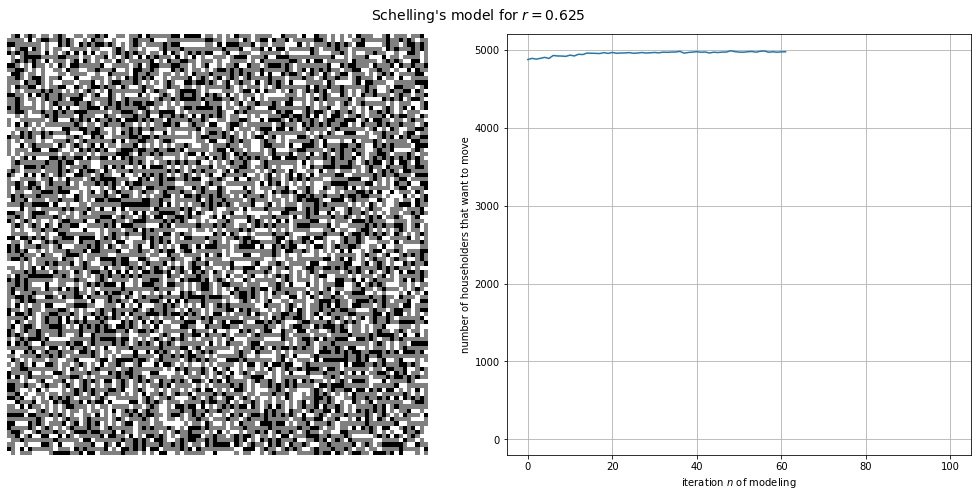 Schelling's model for r = 0.625
number of householders that want to move
5000
4000
3000
2000
1000
0
0 20 40 60 80 100
iteration n of modeling